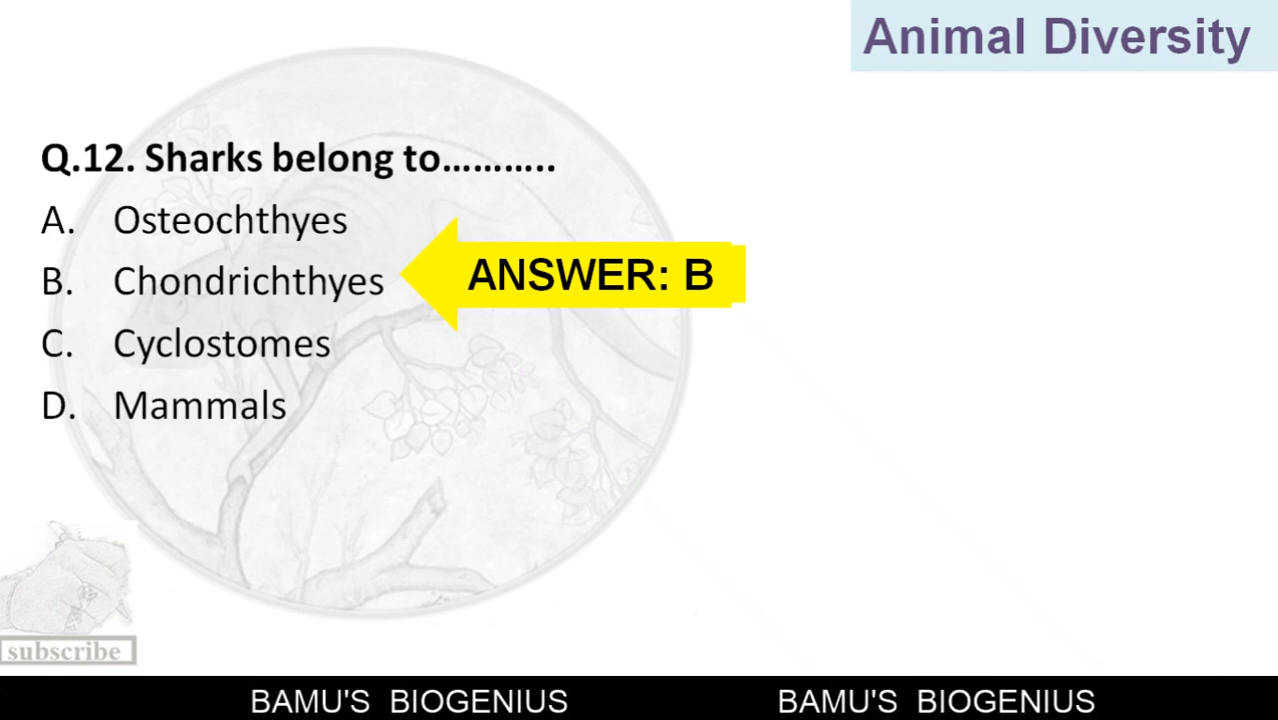 Animal Diversity
Q.12. Sharks belong to………..
A. Osteochthyes
B. Chondrichthyes
ANSWER: B
C. Cyclostomes
D. Mammals
subscribe
BAMU'S BIOGENIUS BAMU'S BIOGENIUS